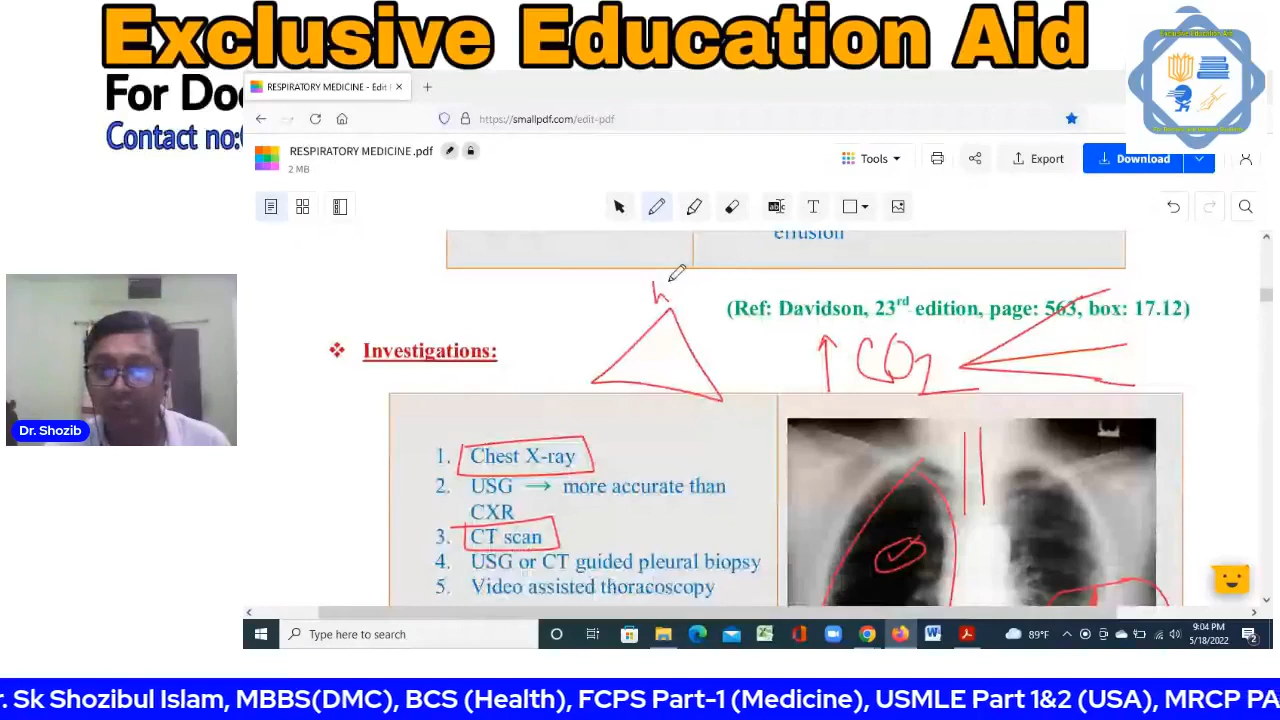 Exclusive Education Aid
For Do
Contact no:
RESPIRATORY MEDICINE - Edit
https://smallpdf.com/edit-pdf
RESPIRATORY MEDICINE .pdf
2 MB
Tools
Export
Download
effusion
h
(Ref: Davidson, 23rd edition, page: 563, box: 17.12)
❖ Investigations:
↑ CO2
1. Chest X-ray
2. USG → more accurate than
CXR
3. CT scan
4. USG or CT guided pleural biopsy
5. Video assisted thoracoscopy
Dr. Shozib
Type here to search
89°F
9:04 PM
5/18/2022
r. Sk Shozibul Islam, MBBS(DMC), BCS (Health), FCPS Part-1 (Medicine), USMLE Part 1&2 (USA), MRCP PA